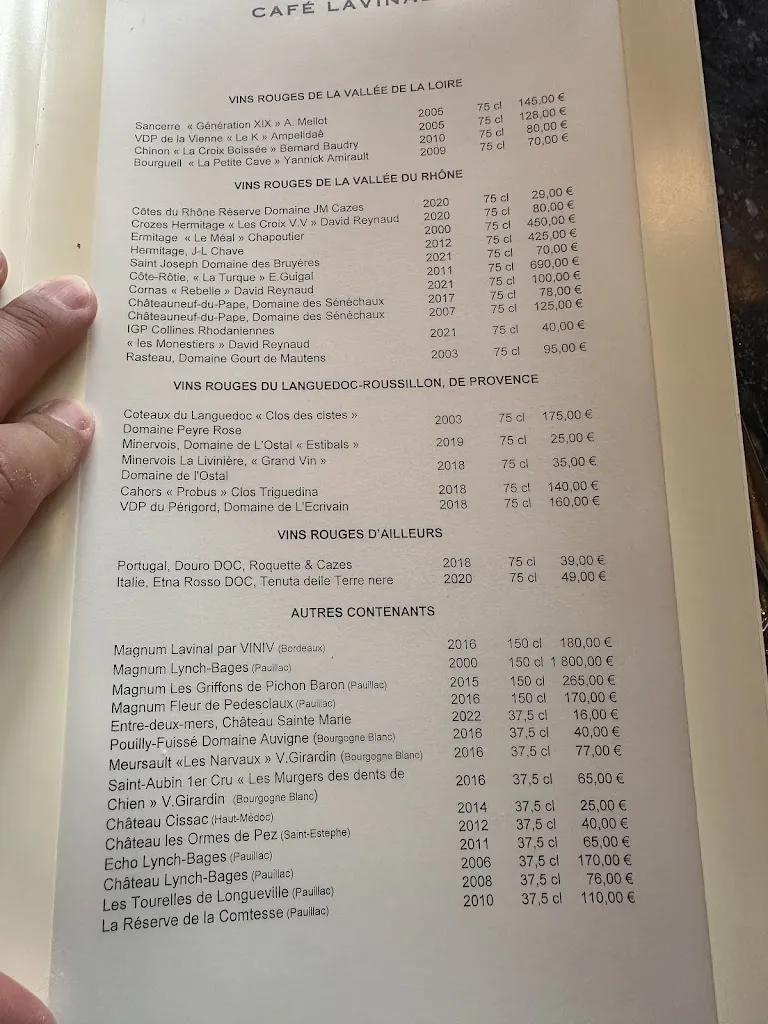 CAFÉ LAVINAL
VINS ROUGES DE LA VALLÉE DE LA LOIRE
Sancerre « Génération XIX » A. Mellot 2005 75 cl 145,00 €
VDP de la Vienne « Le K » Ampelidaê 2005 75 cl 128,00 €
Chinon « La Croix Boissée » Bernard Baudry 2010 75 cl 80,00 €
Bourgueil « La Petite Cave » Yannick Amirault 2009 75 cl 70,00 €
VINS ROUGES DE LA VALLÉE DU RHÔNE
Côtes du Rhône Réserve Domaine JM Cazes 2020 75 cl 29,00 €
Crozes Hermitage « Les Croix V.V » David Reynaud 2020 75 cl 80,00 €
Ermitage « Le Méal » Chapoutier 2000 75 cl 450,00 €
Hermitage, J-L Chave 2012 75 cl 425,00 €
Saint Joseph Domaine des Bruyères 2021 75 cl 70,00 €
Côte-Rôtie, « La Turque » E.Guigal 2011 75 cl 690,00 €
Cornas « Rebelle » David Reynaud 2021 75 cl 100,00 €
Châteauneuf-du-Pape, Domaine des Sénéchaux 2017 75 cl 78,00 €
Châteauneuf-du-Pape, Domaine des Sénéchaux 2007 75 cl 125,00 €
IGP Collines Rhodaniennes
« les Monestiers » David Reynaud 2021 75 cl 40,00 €
Rasteau, Domaine Gourt de Mautens 2003 75 cl 95,00 €
VINS ROUGES DU LANGUEDOC-ROUSSILLON, DE PROVENCE
Coteaux du Languedoc « Clos des cistes » 2003 75 cl 175,00 €
Domaine Peyre Rose
Minervois, Domaine de L'Ostal « Estibals » 2019 75 cl 25,00 €
Minervois La Livinière, « Grand Vin » 2018 75 cl 35,00 €
Domaine de l'Ostal
Cahors « Probus » Clos Triguedina 2018 75 cl 140,00 €
VDP du Périgord, Domaine de L'Ecrivain 2018 75 cl 160,00 €
VINS ROUGES D'AILLEURS
Portugal, Douro DOC, Roquette & Cazes 2018 75 cl 39,00 €
Italie, Etna Rosso DOC, Tenuta delle Terre nere 2020 75 cl 49,00 €
AUTRES CONTENANTS
Magnum Lavinal par VINIV (Bordeaux) 2016 150 cl 180,00 €
Magnum Lynch-Bages (Pauillac) 2000 150 cl 1 800,00 €
Magnum Les Griffons de Pichon Baron (Pauillac) 2015 150 cl 265,00 €
Magnum Fleur de Pedesclaux (Pauillac) 2016 150 cl 170,00 €
Entre-deux-mers, Château Sainte Marie 2022 37,5 cl 16,00 €
Pouilly-Fuissé Domaine Auvigne (Bourgogne Blanc) 2016 37,5 cl 40,00 €
Meursault «Les Narvaux » V.Girardin (Bourgogne Blanc) 2016 37,5 cl 77,00 €
Saint-Aubin 1er Cru « Les Murgers des dents de 2016 37,5 cl 65,00 €
Chien » V.Girardin (Bourgogne Blanc)
Château Cissac (Haut-Médoc) 2014 37,5 cl 25,00 €
Château les Ormes de Pez (Saint-Estephe) 2012 37,5 cl 40,00 €
Echo Lynch-Bages (Pauillac) 2011 37,5 cl 65,00 €
Château Lynch-Bages (Pauillac) 2006 37,5 cl 170,00 €
Les Tourelles de Longueville (Pauillac) 2008 37,5 cl 76,00 €
La Réserve de la Comtesse (Pauillac) 2010 37,5 cl 110,00 €